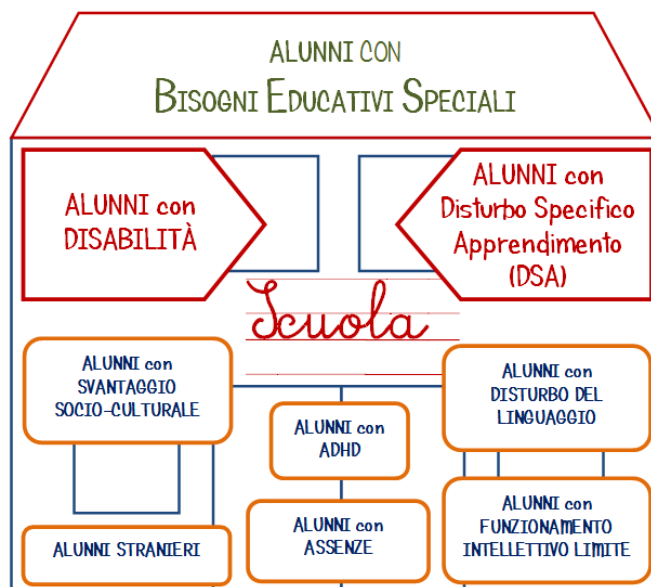 ALUNNI CON
BISOGNI EDUCATIVI SPECIALI
ALUNNI con
DISABILITÀ
ALUNNI con
Disturbo Specifico
Apprendimento
(DSA)
Scuola
ALUNNI con
SVANTAGGIO
SOCIO-CULTURALE
ALUNNI con
ADHD
ALUNNI con
DISTURBO DEL
LINGUAGGIO
ALUNNI STRANIERI
ALUNNI con
ASSENZE
ALUNNI con
FUNZIONAMENTO
INTELLETTIVO LIMITE